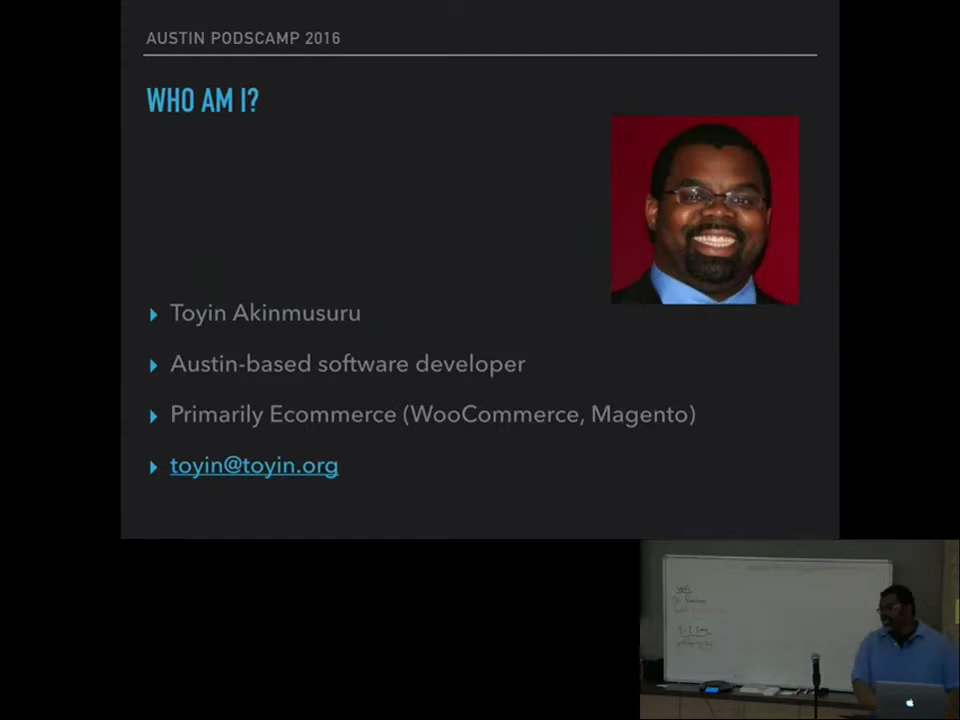 AUSTIN PODSCAMP 2016
WHO AM I?
Toyin Akinmusuru
Austin-based software developer
Primarily Ecommerce (WooCommerce, Magento)
toyin@toyin.org